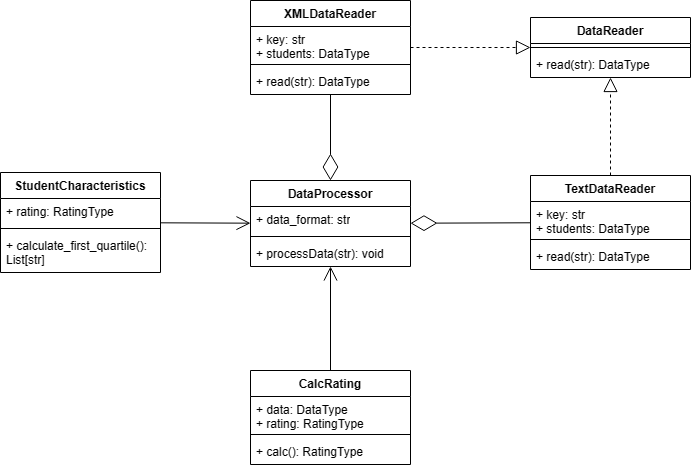 XMLDataReader
+ key: str
+ students: DataType
+ read(str): DataType
DataReader
+ read(str): DataType
StudentCharacteristics
+ rating: RatingType
+ calculate_first_quartile():
List[str]
DataProcessor
+ data_format: str
+ processData(str): void
TextDataReader
+ key: str
+ students: DataType
+ read(str): DataType
CalcRating
+ data: DataType
+ rating: RatingType
+ calc(): RatingType